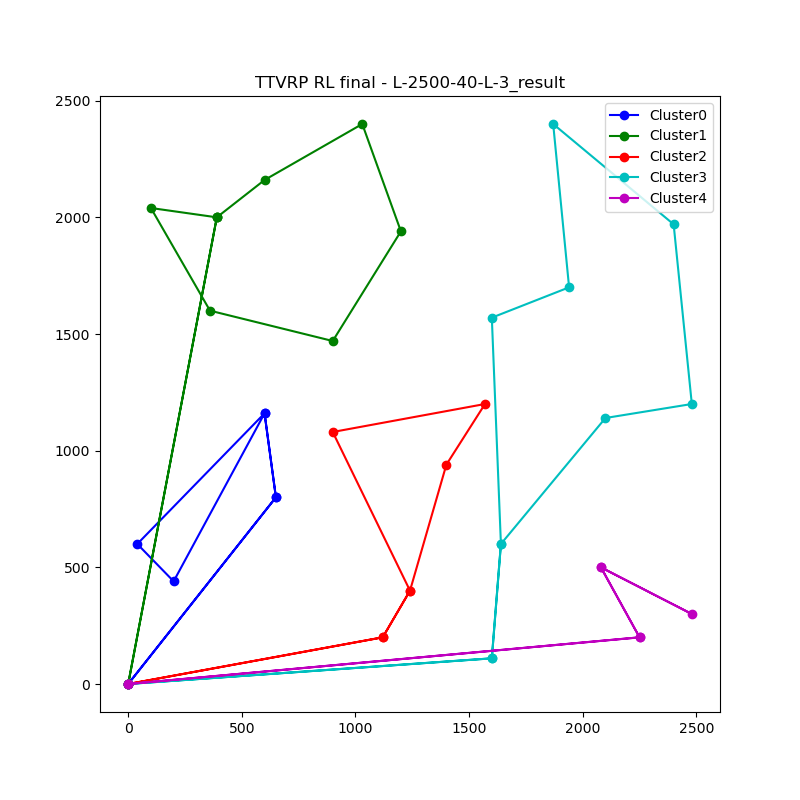 TTVRP RL final - L-2500-40-L-3_result
Cluster0
Cluster1
Cluster2
Cluster3
Cluster4
2500
2000
1500
1000
500
0
0 500 1000 1500 2000 2500